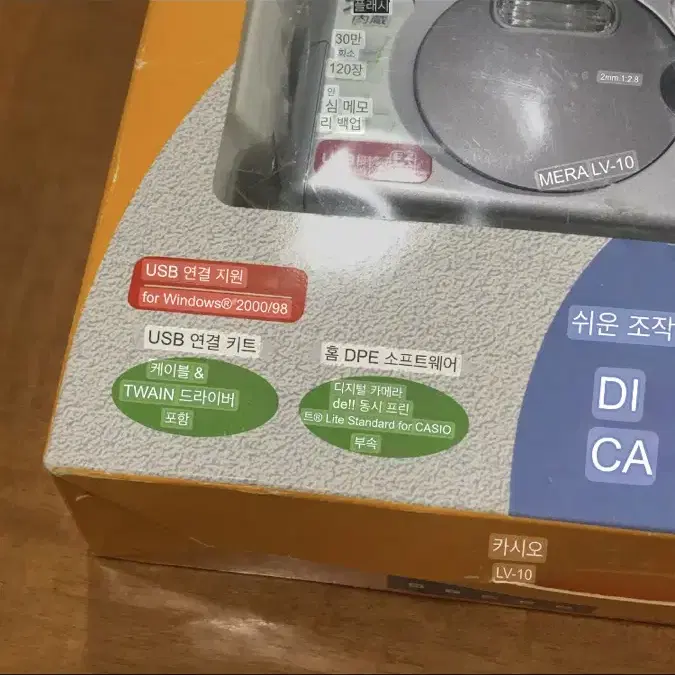 플래시
30만
화소
120장
안
심 메모
리 백업
2mm.1:2.8
MERA LV-10
USB 연결 지원
for Windows® 2000/98
USB 연결 키트
케이블 &
TWAIN 드라이버
포함
홈 DPE 소프트웨어
디지털 카메라
de!! 동시 프린
트® Lite Standard for CASIO
부속
쉬운 조작
DI
CA
카시오
LV-10